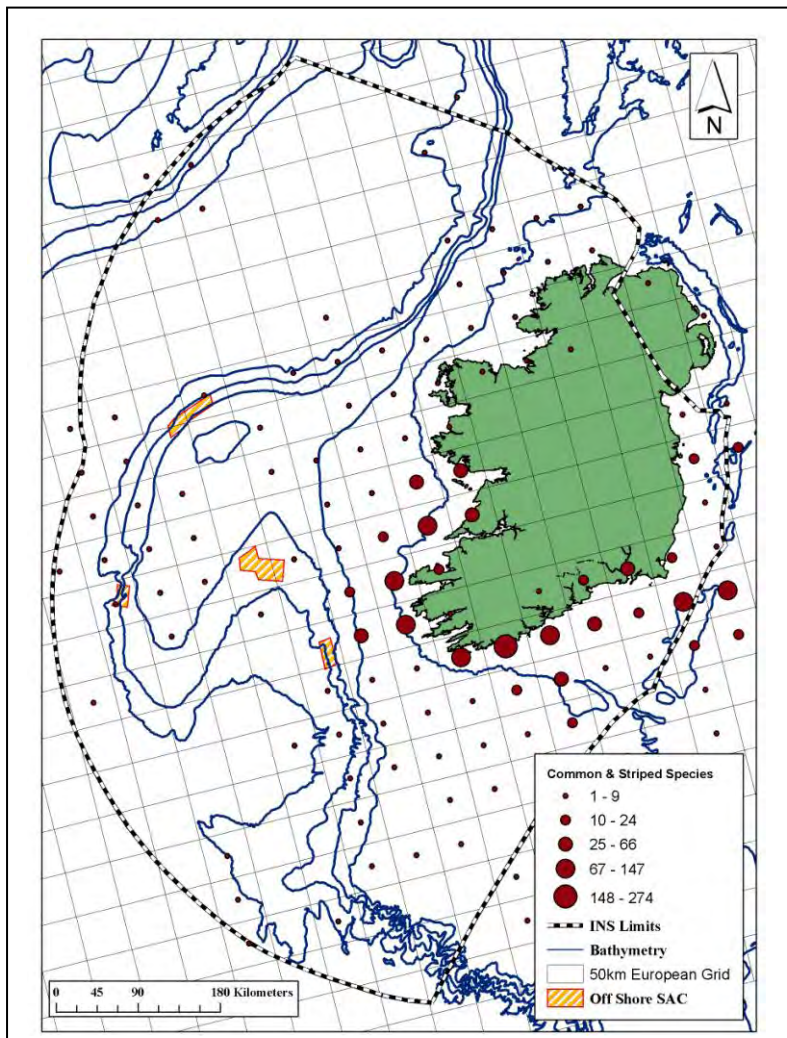 N
Common & Striped Species
1 - 9
10 - 24
25 - 66
67 - 147
148 - 274
INS Limits
Bathymetry
50km European Grid
Off Shore SAC
0 45 90 180 Kilometers